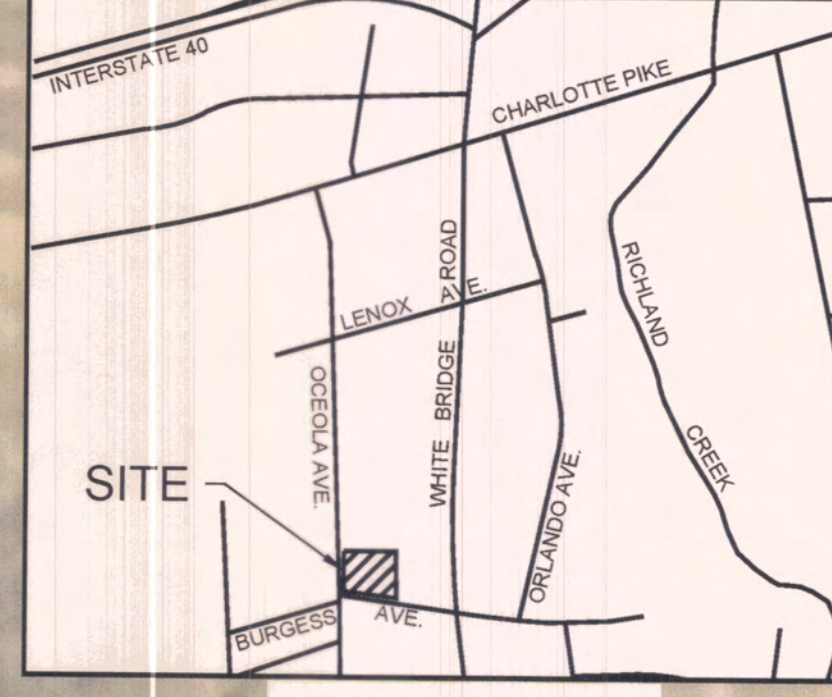 INTERSTATE 40
CHARLOTTE PIKE
WHITE BRIDGE ROAD
RICHLAND CREEK
LENOX AVE.
OCEOLA AVE.
SITE
ORLANDO AVE.
BURGESS AVE.